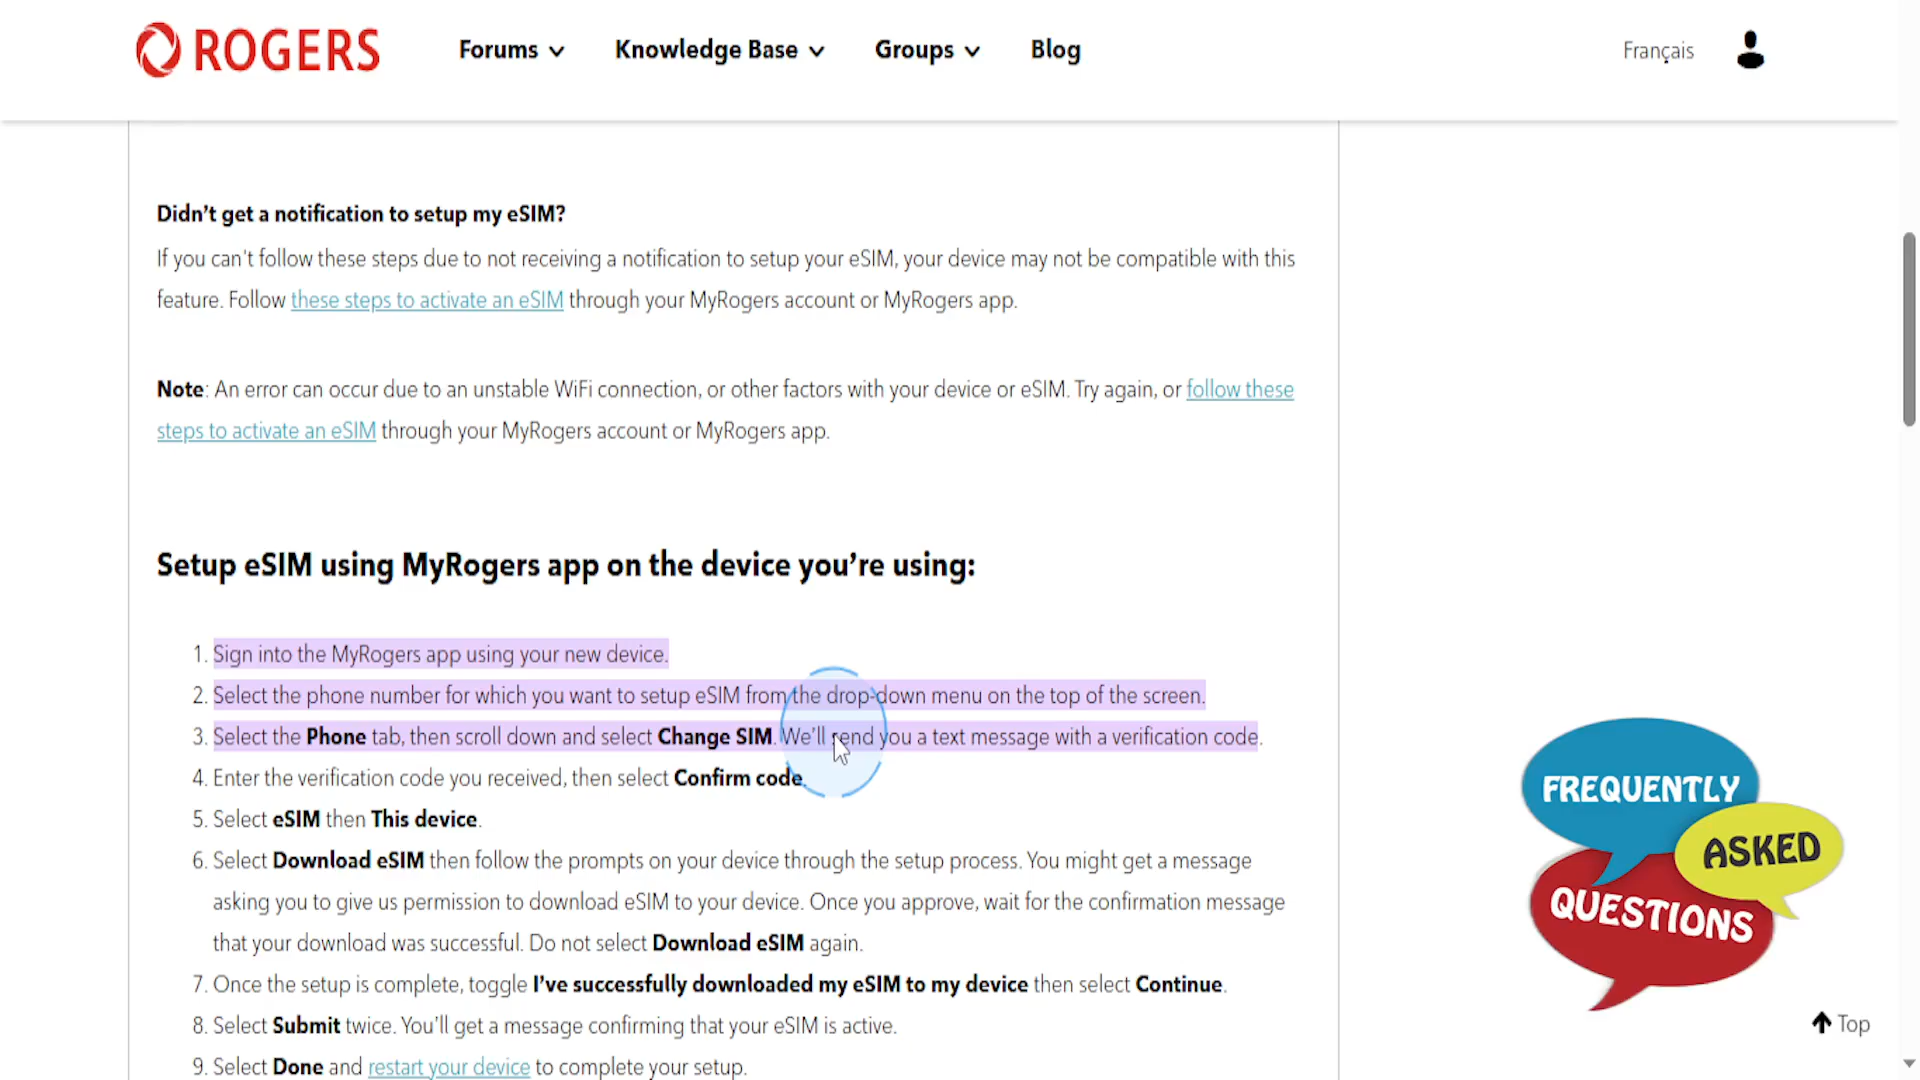 ROGERS Forums Knowledge Base Groups Blog Français
Didn't get a notification to setup my eSIM?
If you can't follow these steps due to not receiving a notification to setup your eSIM, your device may not be compatible with this
feature. Follow these steps to activate an eSIM through your MyRogers account or MyRogers app.
Note: An error can occur due to an unstable WiFi connection, or other factors with your device or eSIM. Try again, or follow these
steps to activate an eSIM through your MyRogers account or MyRogers app.
Setup eSIM using MyRogers app on the device you're using:
1. Sign into the MyRogers app using your new device.
2. Select the phone number for which you want to setup eSIM from the drop-down menu on the top of the screen.
3. Select the Phone tab, then scroll down and select Change SIM. We'll send you a text message with a verification code.
4. Enter the verification code you received, then select Confirm code.
5. Select eSIM then This device.
6. Select Download eSIM then follow the prompts on your device through the setup process. You might get a message
asking you to give us permission to download eSIM to your device. Once you approve, wait for the confirmation message
that your download was successful. Do not select Download eSIM again.
7. Once the setup is complete, toggle I've successfully downloaded my eSIM to my device then select Continue.
8. Select Submit twice. You'll get a message confirming that your eSIM is active.
9. Select Done and restart your device to complete your setup.
FREQUENTLY
ASKED
QUESTIONS
Top